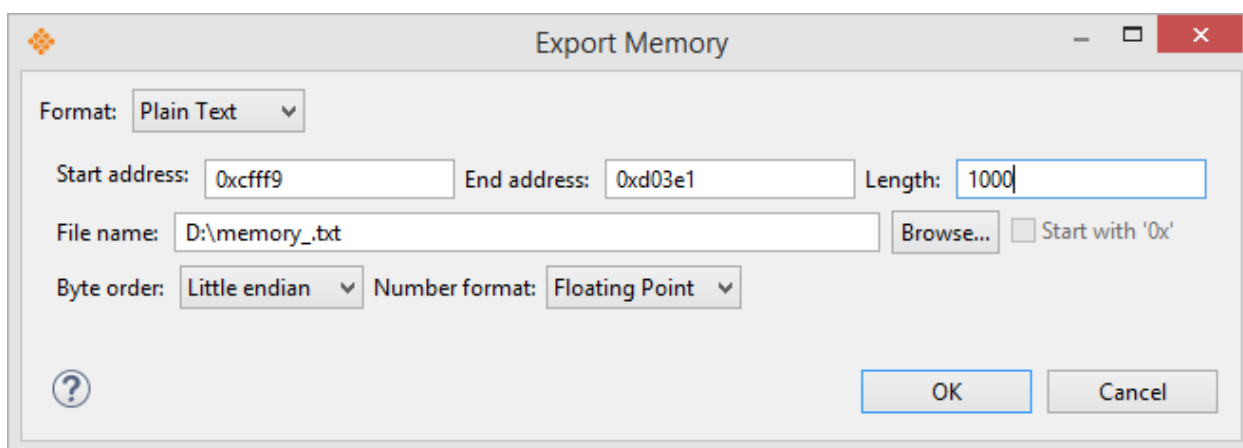 Export Memory
Format: Plain Text
Start address: 0xcfff9 End address: 0xd03e1 Length: 1000
File name: D:\memory_.txt Browse... Start with '0x'
Byte order: Little endian Number format: Floating Point
? OK Cancel